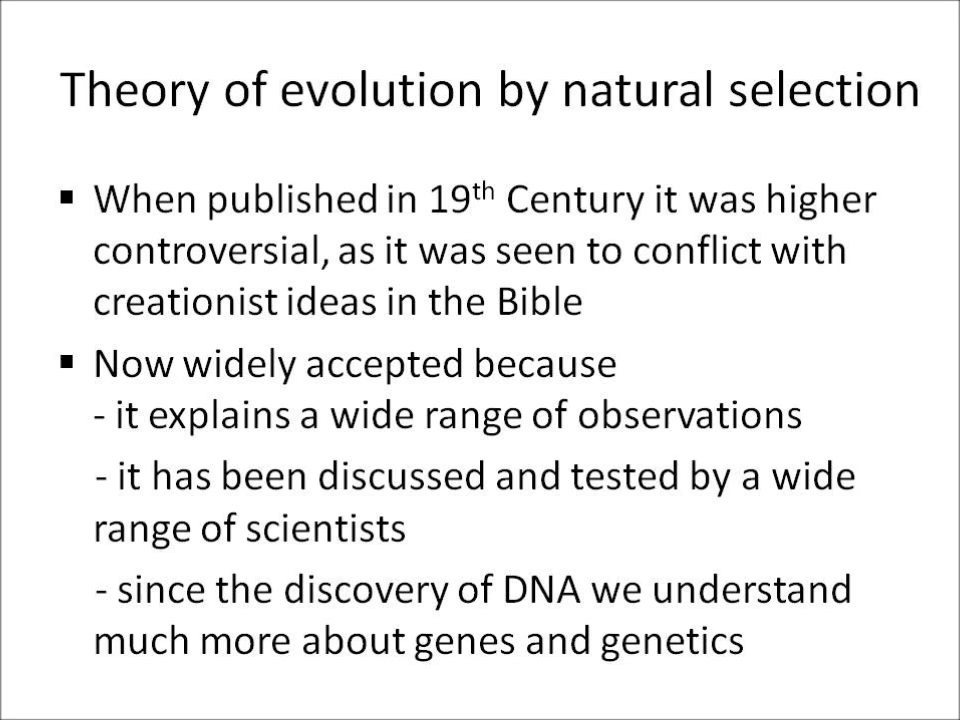 Theory of evolution by natural selection
▪ When published in 19th Century it was higher
controversial, as it was seen to conflict with
creationist ideas in the Bible
▪ Now widely accepted because
- it explains a wide range of observations
- it has been discussed and tested by a wide
range of scientists
- since the discovery of DNA we understand
much more about genes and genetics